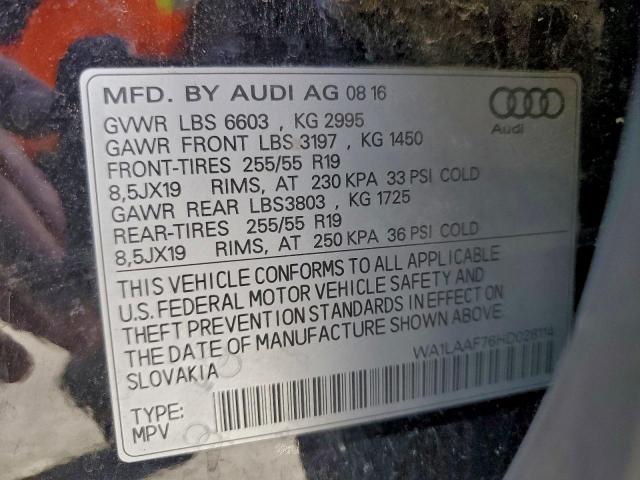 MFD. BY AUDI AG 08 16
GVWR LBS 6603 , KG 2995
GAWR FRONT LBS 3197 , KG 1450
FRONT-TIRES 255/55 R19
8,5JX19 RIMS, AT 230 KPA 33 PSI COLD
GAWR REAR LBS3803 , KG 1725
REAR-TIRES 255/55 R19
8,5JX19 RIMS, AT 250 KPA 36 PSI COLD
Audi
THIS VEHICLE CONFORMS TO ALL APPLICABLE
U.S. FEDERAL MOTOR VEHICLE SAFETY AND
THEFT PREVENTION STANDARDS IN EFFECT ON
THE DATE OF MANUFACTURE SHOWN ABOVE.
SLOVAKIA
WA1LAAF76HD028114
TYPE:
MPV